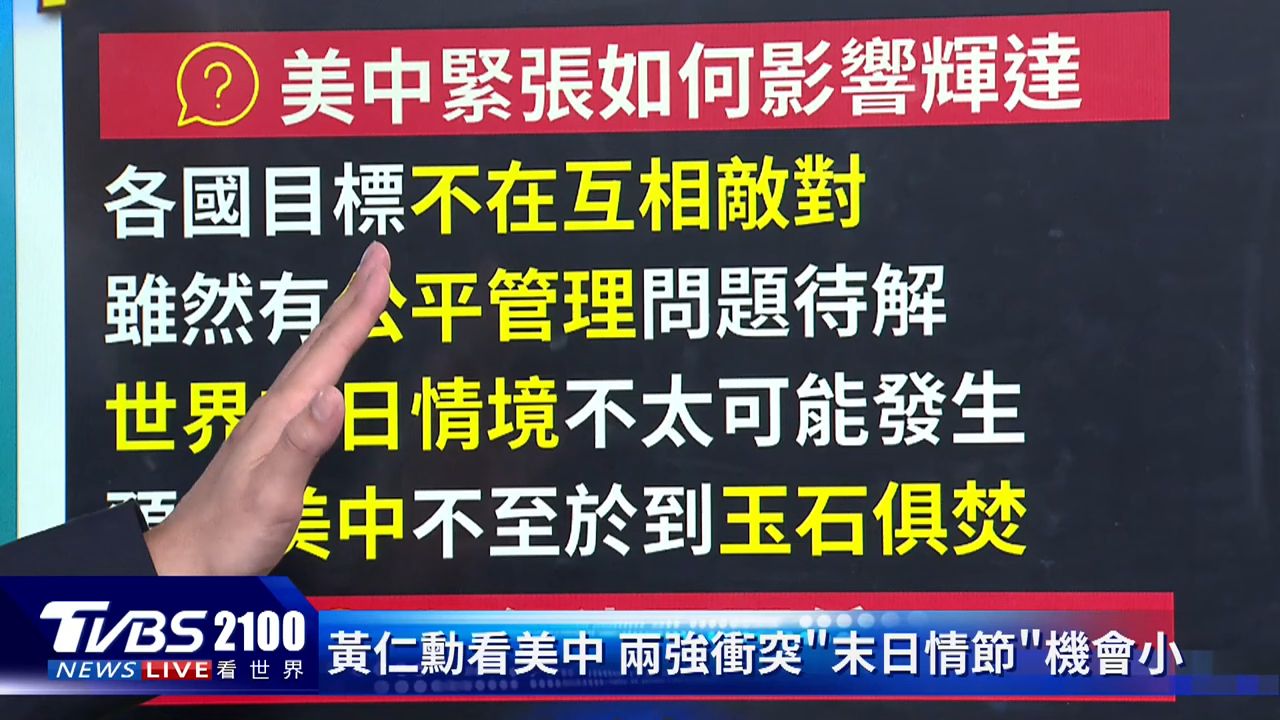 ?
美中緊張如何影響輝達
各國目標不在互相敵對
雖然有公平管理問題待解
世界 日情境不太可能發生
美中不至於到玉石俱焚
TVBS 2100
NEWS LIVE 看世界
黃仁勳看美中 兩強衝突"末日情節"機會小